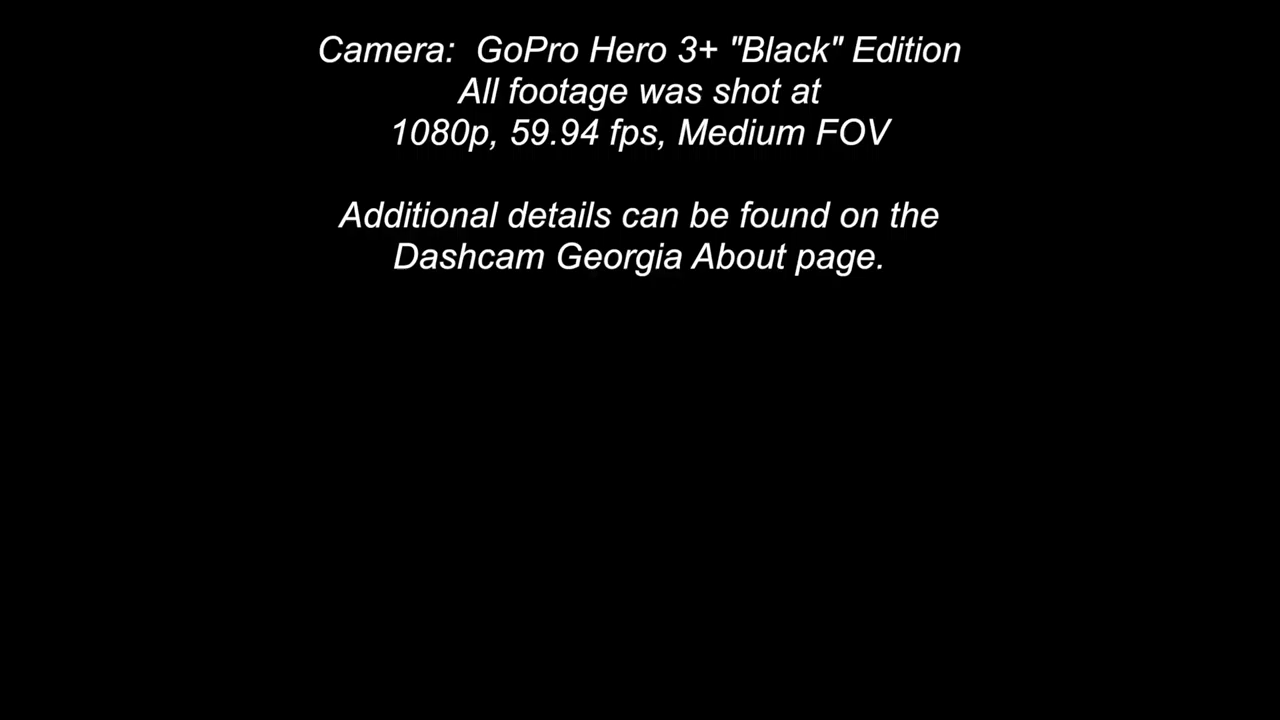 Camera:  GoPro Hero 3+ "Black" Edition
All footage was shot at
1080p, 59.94 fps, Medium FOV
Additional details can be found on the
Dashcam Georgia About page.